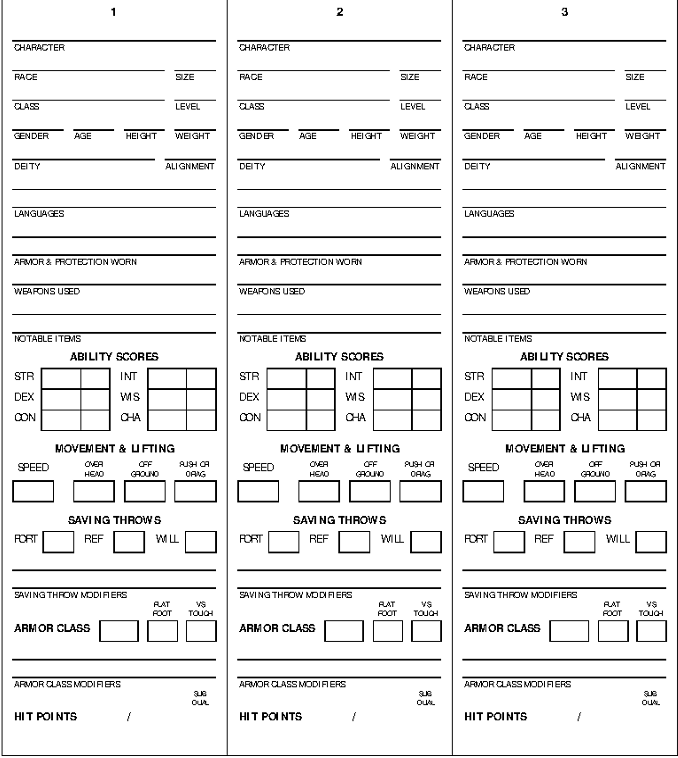 1
CHARACTER
RACE SIZE
CLASS LEVEL
GENDER AGE HEIGHT WEIGHT
DEITY ALIGNMENT
LANGUAGES
ARMOR & PROTECTION WORN
WEAPONS USED
NOTABLE ITEMS
ABILITY SCORES
STR INT
DEX WIS
CON CHA
MOVEMENT & LIFTING
SPEED OVER HEAD OFF GROUND PUSH OR DRAG
SAVING THROWS
FORT REF WILL
SAVING THROW MODIFIERS
FLAT FOOT VS TOUCH
ARMOR CLASS
ARMOR CLASS MODIFIERS
SUB DUAL
HIT POINTS /
2
CHARACTER
RACE SIZE
CLASS LEVEL
GENDER AGE HEIGHT WEIGHT
DEITY ALIGNMENT
LANGUAGES
ARMOR & PROTECTION WORN
WEAPONS USED
NOTABLE ITEMS
ABILITY SCORES
STR INT
DEX WIS
CON CHA
MOVEMENT & LIFTING
SPEED OVER HEAD OFF GROUND PUSH OR DRAG
SAVING THROWS
FORT REF WILL
SAVING THROW MODIFIERS
FLAT FOOT VS TOUCH
ARMOR CLASS
ARMOR CLASS MODIFIERS
SUB DUAL
HIT POINTS /
3
CHARACTER
RACE SIZE
CLASS LEVEL
GENDER AGE HEIGHT WEIGHT
DEITY ALIGNMENT
LANGUAGES
ARMOR & PROTECTION WORN
WEAPONS USED
NOTABLE ITEMS
ABILITY SCORES
STR INT
DEX WIS
CON CHA
MOVEMENT & LIFTING
SPEED OVER HEAD OFF GROUND PUSH OR DRAG
SAVING THROWS
FORT REF WILL
SAVING THROW MODIFIERS
FLAT FOOT VS TOUCH
ARMOR CLASS
ARMOR CLASS MODIFIERS
SUB DUAL
HIT POINTS /